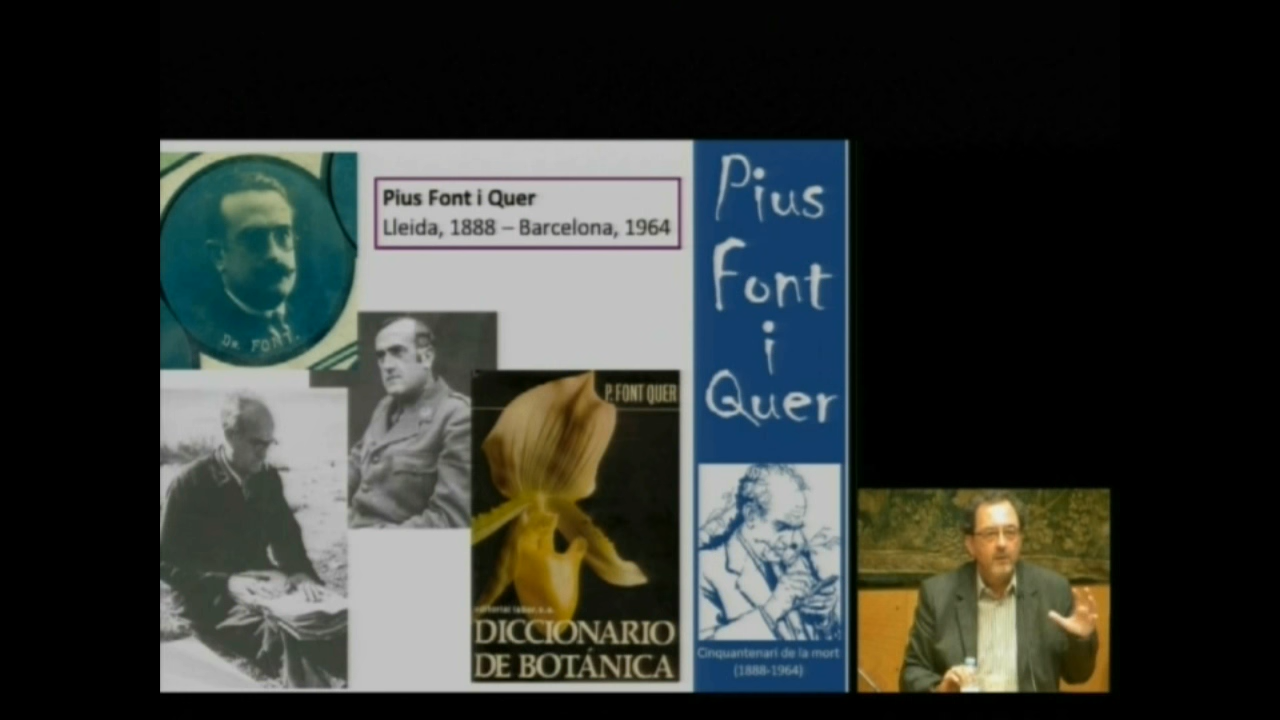 Pius Font i Quer
Lleida, 1888 – Barcelona, 1964
DR. FONT.
P. FONT QUER
editorial labor, s.a.
DICCIONARIO
DE BOTÁNICA
Pius
Font
i
Quer
Cinquantenari de la mort
(1888-1964)